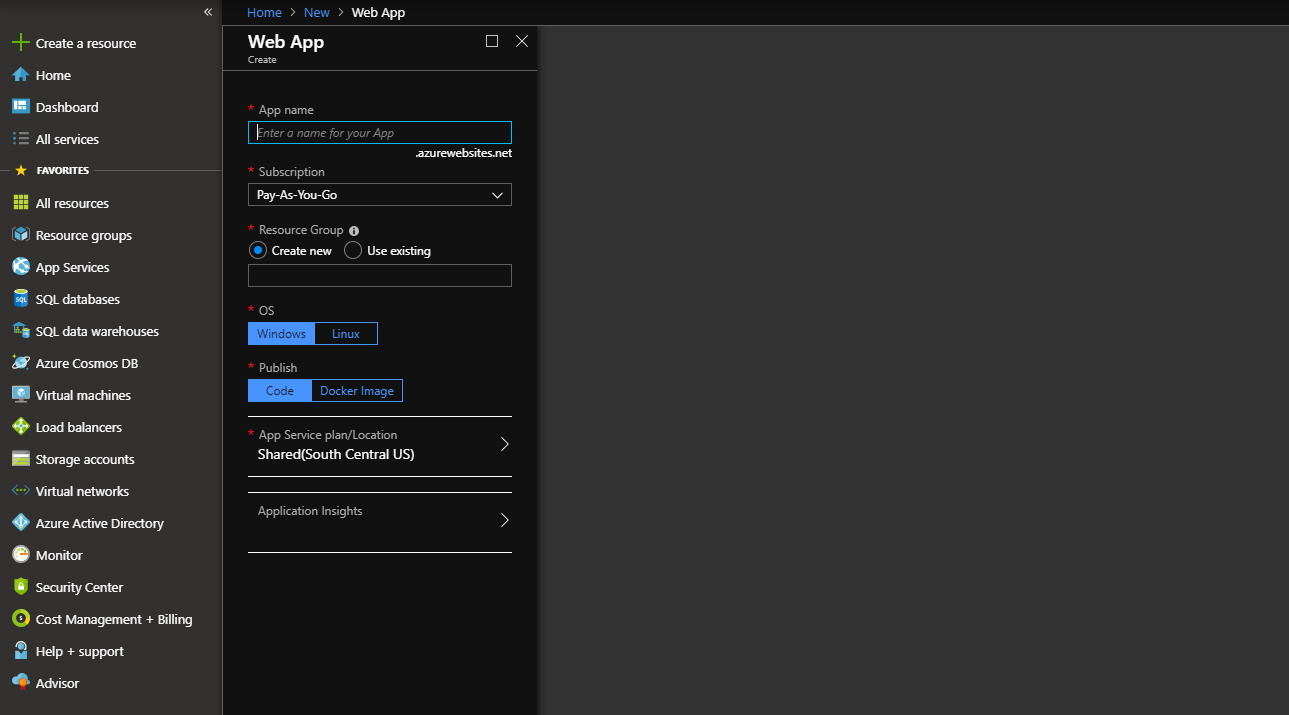 «
Home > New > Web App
Create a resource
Home
Dashboard
All services
FAVORITES
All resources
Resource groups
App Services
SQL databases
SQL data warehouses
Azure Cosmos DB
Virtual machines
Load balancers
Storage accounts
Virtual networks
Azure Active Directory
Monitor
Security Center
Cost Management + Billing
Help + support
Advisor
Web App
Create
* App name
Enter a name for your App
.azurewebsites.net
* Subscription
Pay-As-You-Go
* Resource Group
Create new Use existing
* OS
Windows Linux
* Publish
Code Docker Image
* App Service plan/Location
Shared(South Central US)
Application Insights